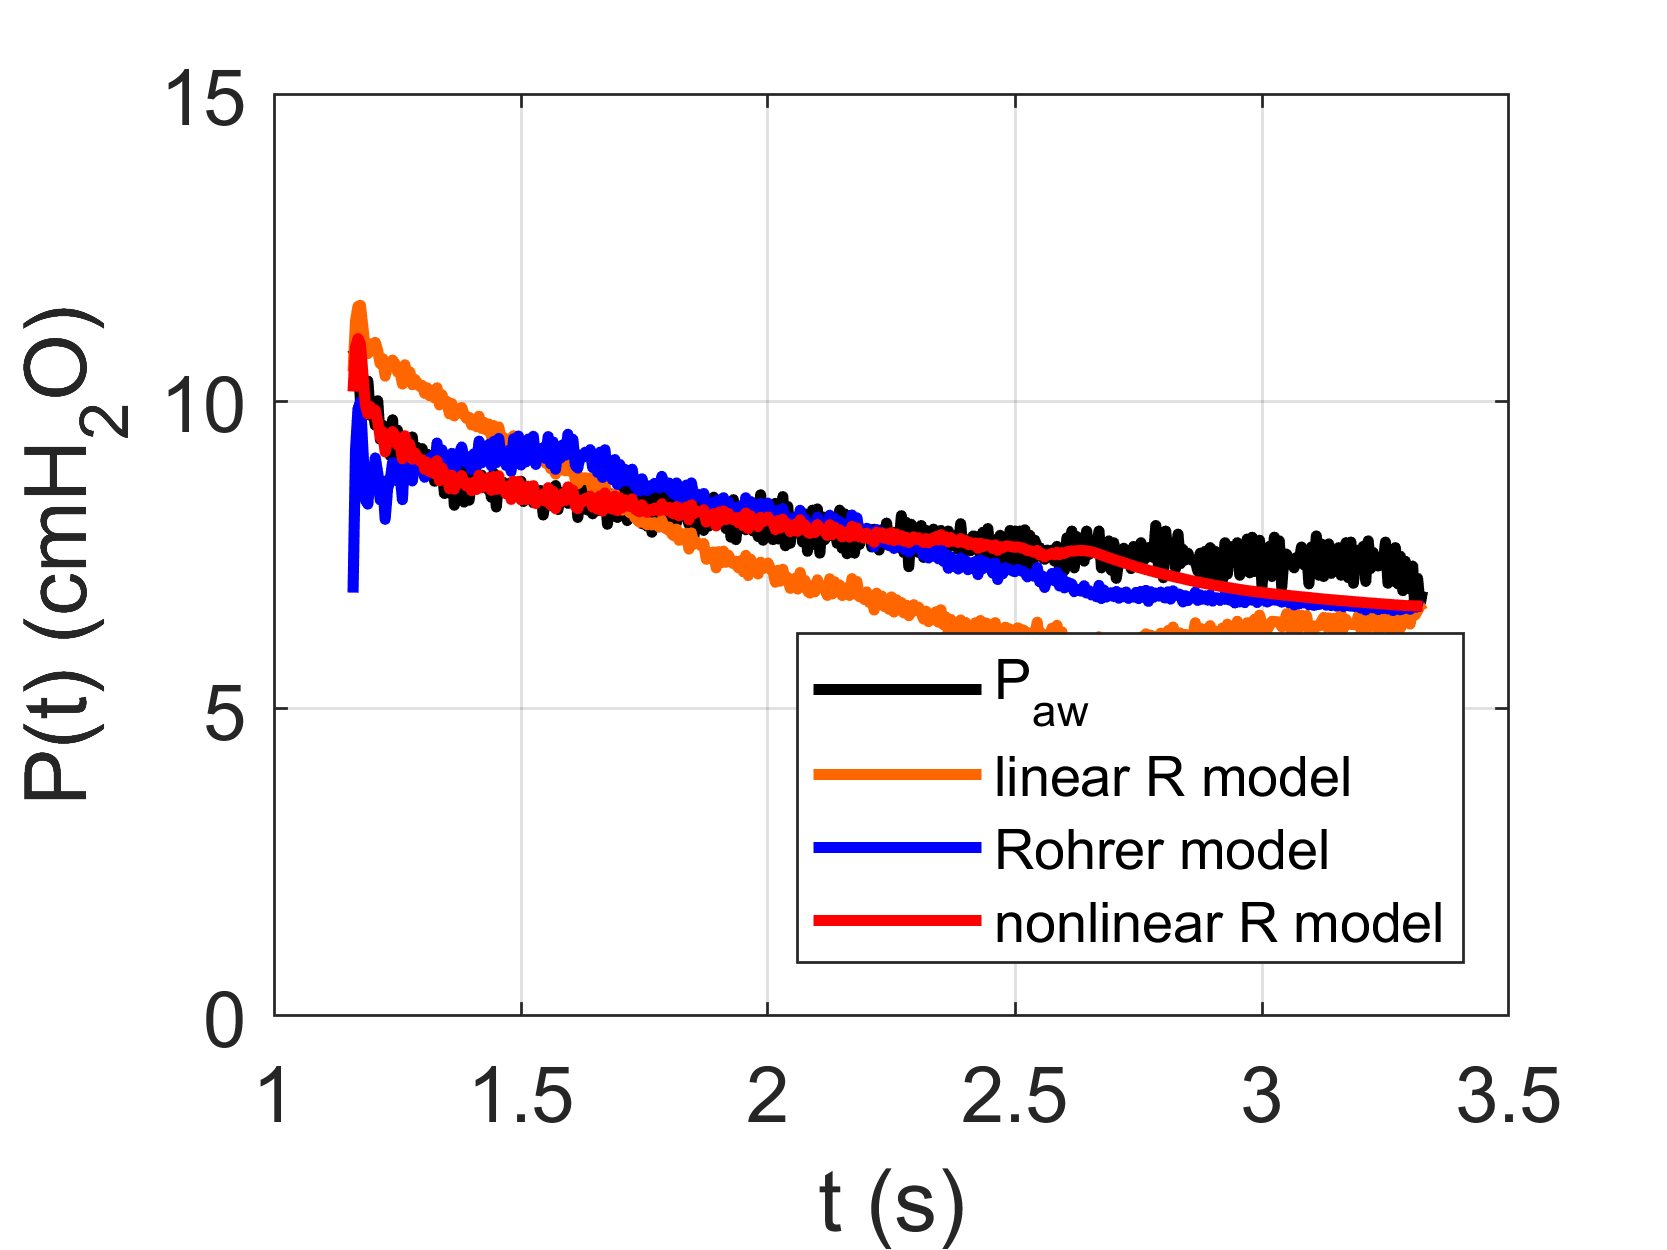 P(t) (cmH₂O)
15
10
5
0
P_aw
linear R model
Rohrer model
nonlinear R model
1 1.5 2 2.5 3 3.5
t (s)